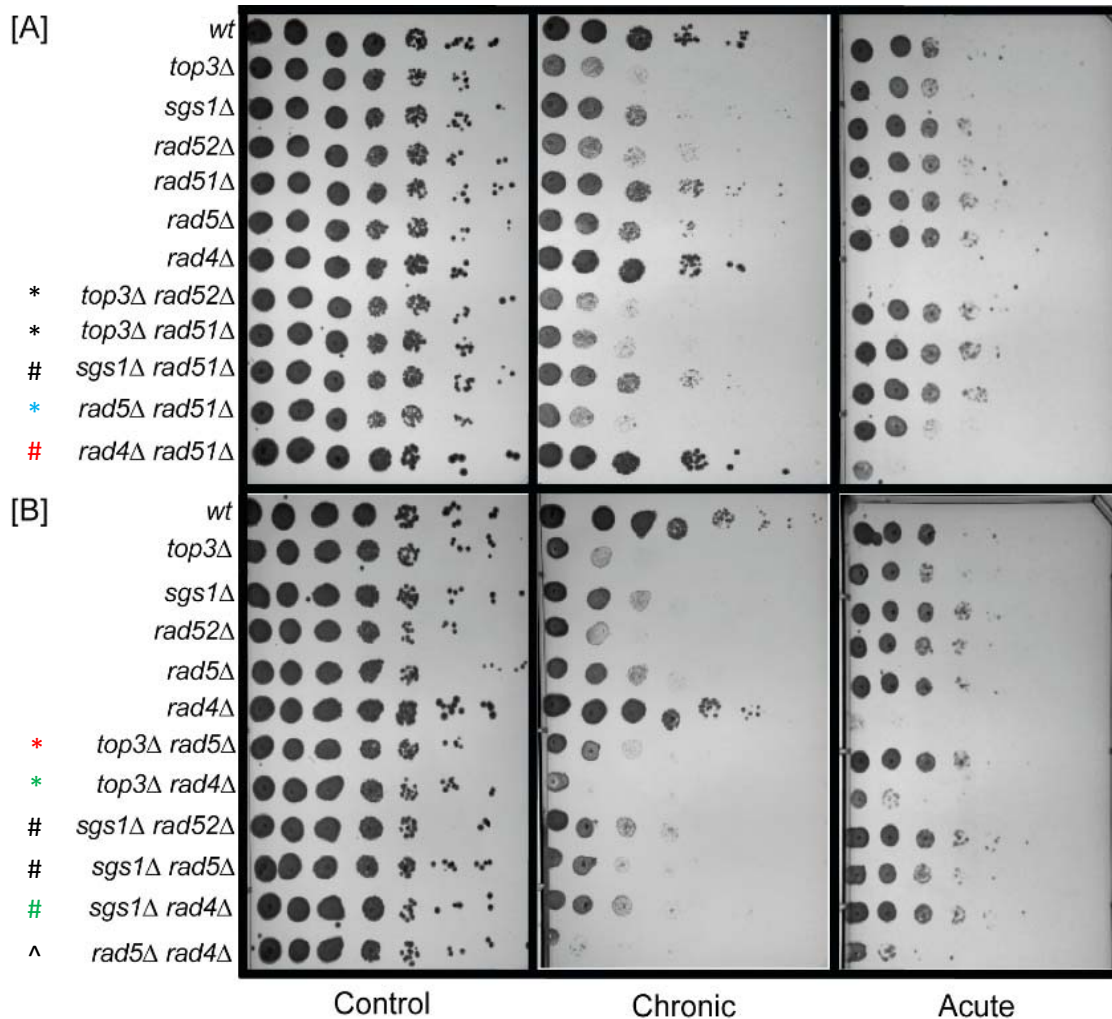 [A]
wt
top3Δ
sgs1Δ
rad52Δ
rad51Δ
rad5Δ
rad4Δ
* top3Δ rad52Δ
* top3Δ rad51Δ
# sgs1Δ rad51Δ
* rad5Δ rad51Δ
# rad4Δ rad51Δ
[B]
wt
top3Δ
sgs1Δ
rad52Δ
rad5Δ
rad4Δ
* top3Δ rad5Δ
* top3Δ rad4Δ
# sgs1Δ rad52Δ
# sgs1Δ rad5Δ
# sgs1Δ rad4Δ
^ rad5Δ rad4Δ
Control Chronic Acute